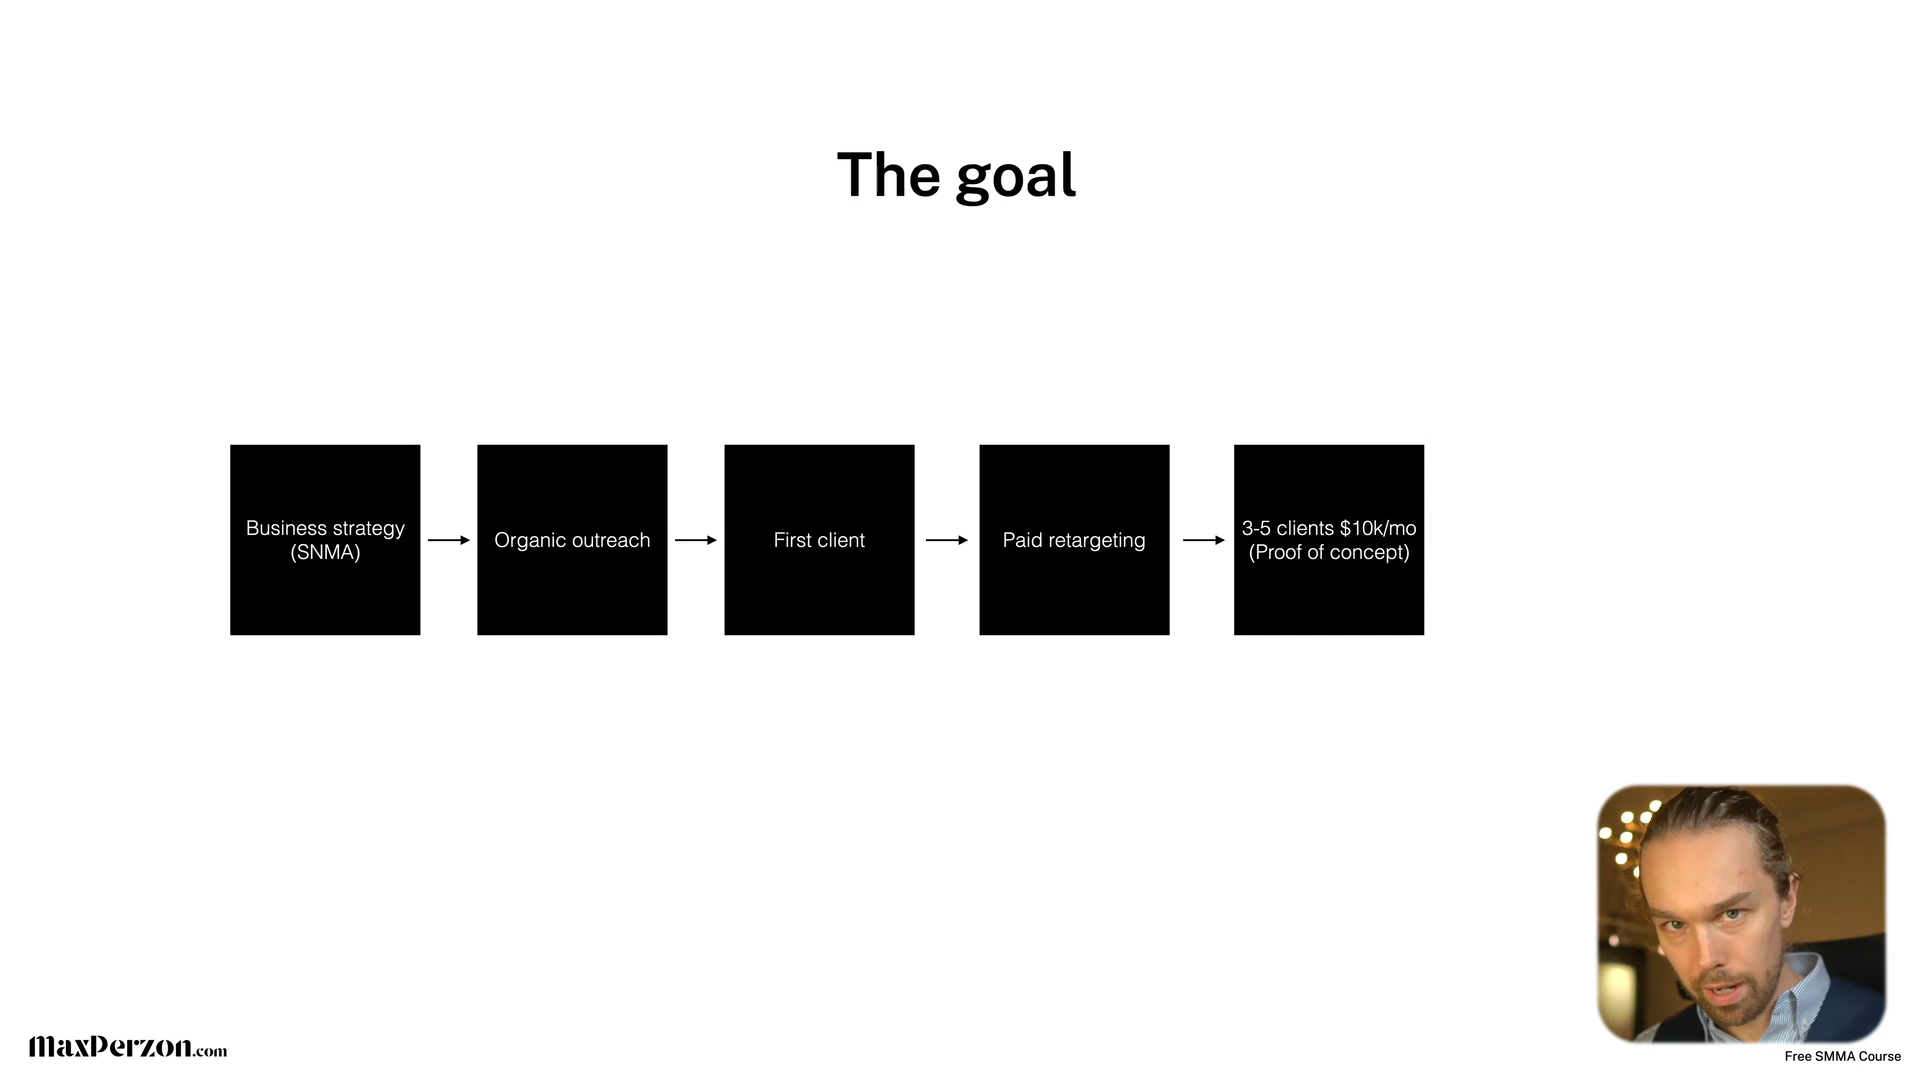 The goal
Business strategy
(SNMA)
Organic outreach
First client
Paid retargeting
3-5 clients $10k/mo
(Proof of concept)
MaxPerzon.com
Free SMMA Course